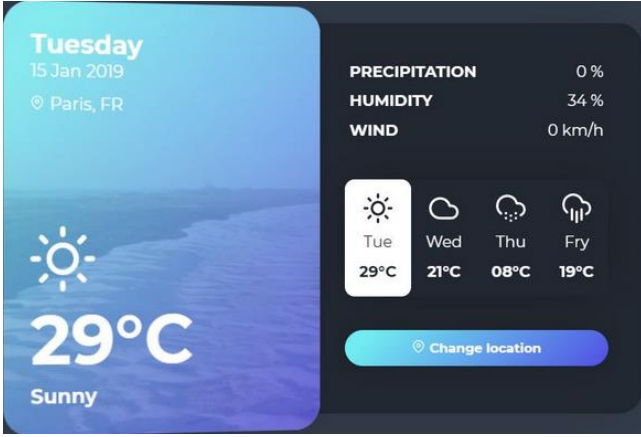 Tuesday
15 Jan 2019
Paris, FR
29°C
Sunny
PRECIPITATION 0 %
HUMIDITY 34 %
WIND 0 km/h
Tue Wed Thu Fry
29°C 21°C 08°C 19°C
Change location